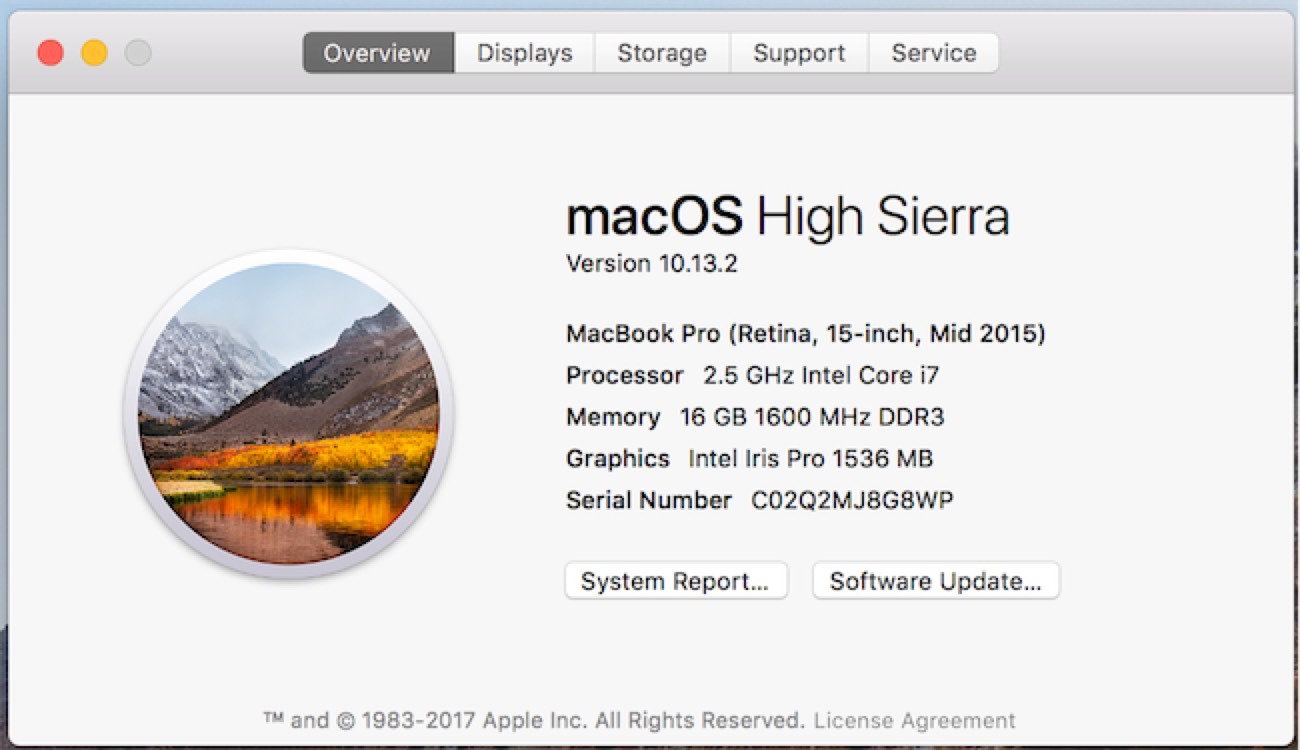 Overview Displays Storage Support Service
macOS High Sierra
Version 10.13.2
MacBook Pro (Retina, 15-inch, Mid 2015)
Processor 2.5 GHz Intel Core i7
Memory 16 GB 1600 MHz DDR3
Graphics Intel Iris Pro 1536 MB
Serial Number C02Q2MJ8G8WP
System Report... Software Update...
™ and © 1983-2017 Apple Inc. All Rights Reserved. License Agreement